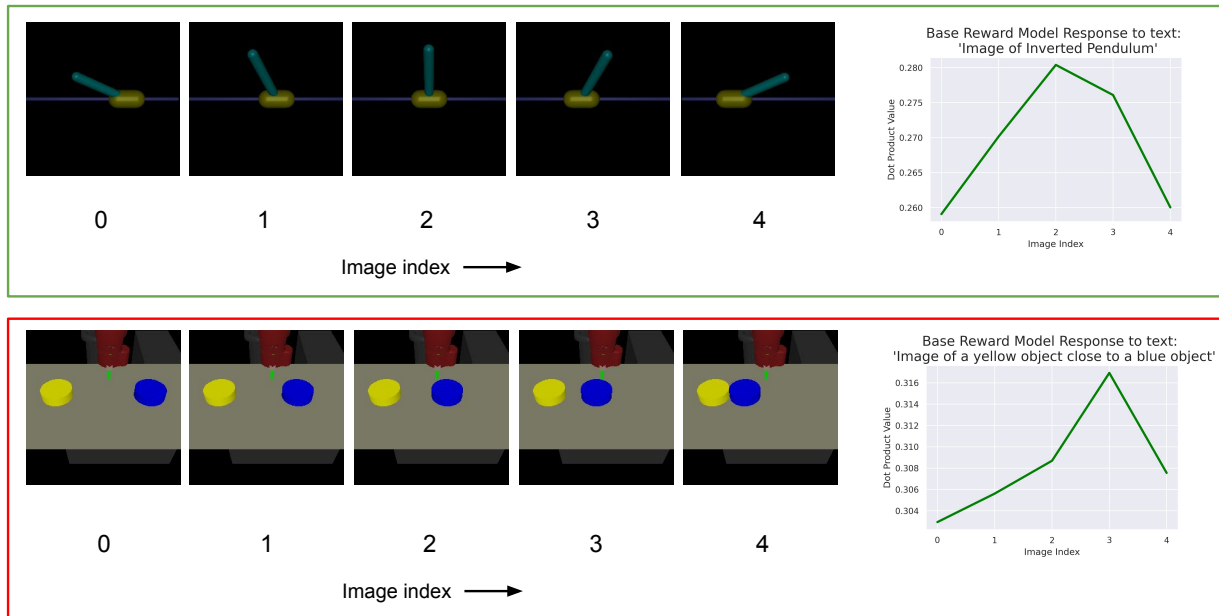 Base Reward Model Response to text:
'Image of Inverted Pendulum'
0.280
0.275
0.270
0.265
0.260
Dot Product Value
0 1 2 3 4
Image Index
0 1 2 3 4
Image index
Base Reward Model Response to text:
'Image of a yellow object close to a blue object'
0.316
0.314
0.312
0.310
0.308
0.306
0.304
Dot Product Value
0 1 2 3 4
Image Index
0 1 2 3 4
Image index